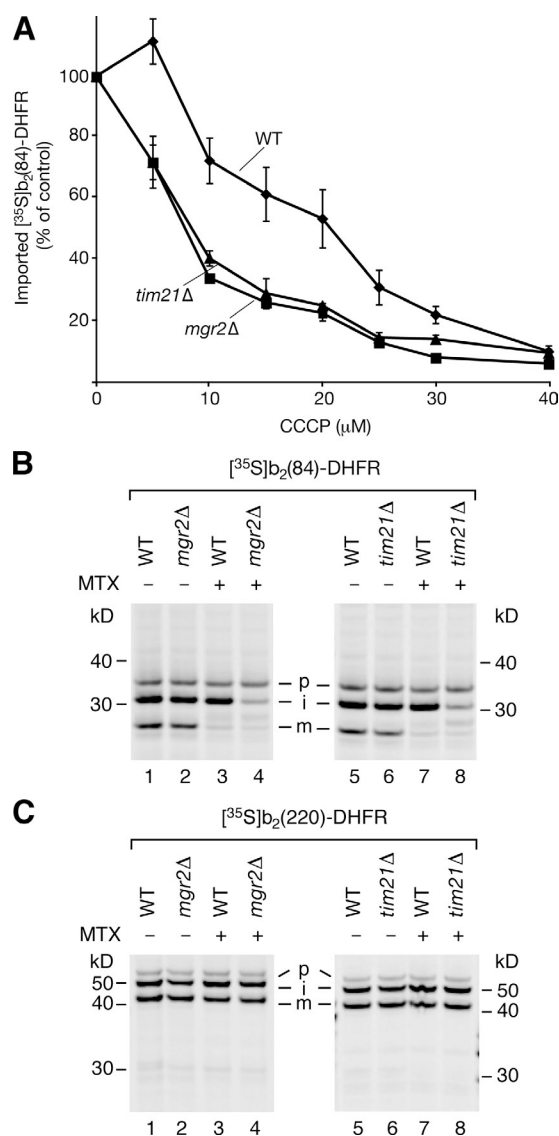 A
Imported [³⁵S]b₂(84)-DHFR
(% of control)
100
80
60
40
20
WT
tim21Δ
mgr2Δ
0
10
20
30
40
CCCP (μM)
B
[³⁵S]b₂(84)-DHFR
WT
mgr2Δ
WT
mgr2Δ
WT
tim21Δ
WT
tim21Δ
MTX – – + + – – + +
kD
kD
40
p
40
30
i
30
m
1 2 3 4 5 6 7 8
C
[³⁵S]b₂(220)-DHFR
WT
mgr2Δ
WT
mgr2Δ
WT
tim21Δ
WT
tim21Δ
MTX – – + + – – + +
kD
kD
50
p
50
40
i
40
m
30
30
1 2 3 4 5 6 7 8